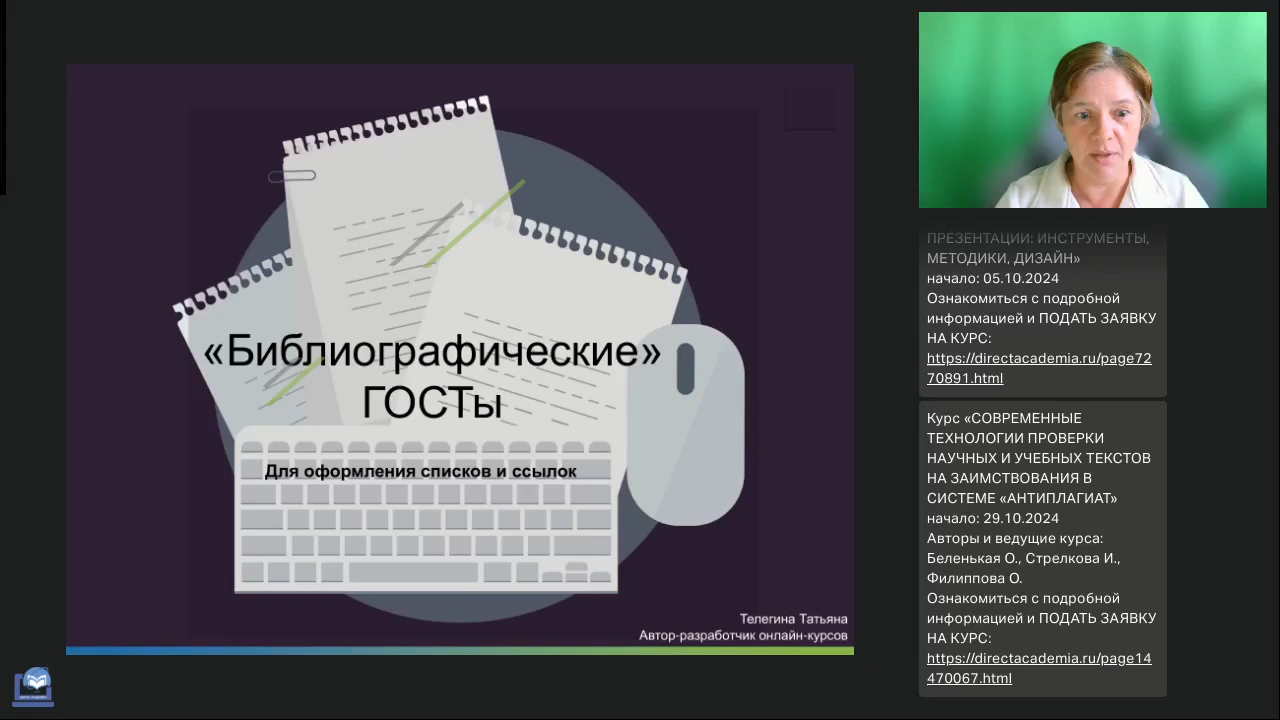 «Библиографические»
ГОСТы
Для оформления списков и ссылок
Телегина Татьяна
Автор-разработчик онлайн-курсов
ПРЕЗЕНТАЦИИ: ИНСТРУМЕНТЫ,
МЕТОДИКИ, ДИЗАЙН»
начало: 05.10.2024
Ознакомиться с подробной
информацией и ПОДАТЬ ЗАЯВКУ
НА КУРС:
https://directacademia.ru/page72
70891.html
Курс «СОВРЕМЕННЫЕ
ТЕХНОЛОГИИ ПРОВЕРКИ
НАУЧНЫХ И УЧЕБНЫХ ТЕКСТОВ
НА ЗАИМСТВОВАНИЯ В
СИСТЕМЕ «АНТИПЛАГИАТ»
начало: 29.10.2024
Авторы и ведущие курса:
Беленькая О., Стрелкова И.,
Филиппова О.
Ознакомиться с подробной
информацией и ПОДАТЬ ЗАЯВКУ
НА КУРС:
https://directacademia.ru/page14
470067.html